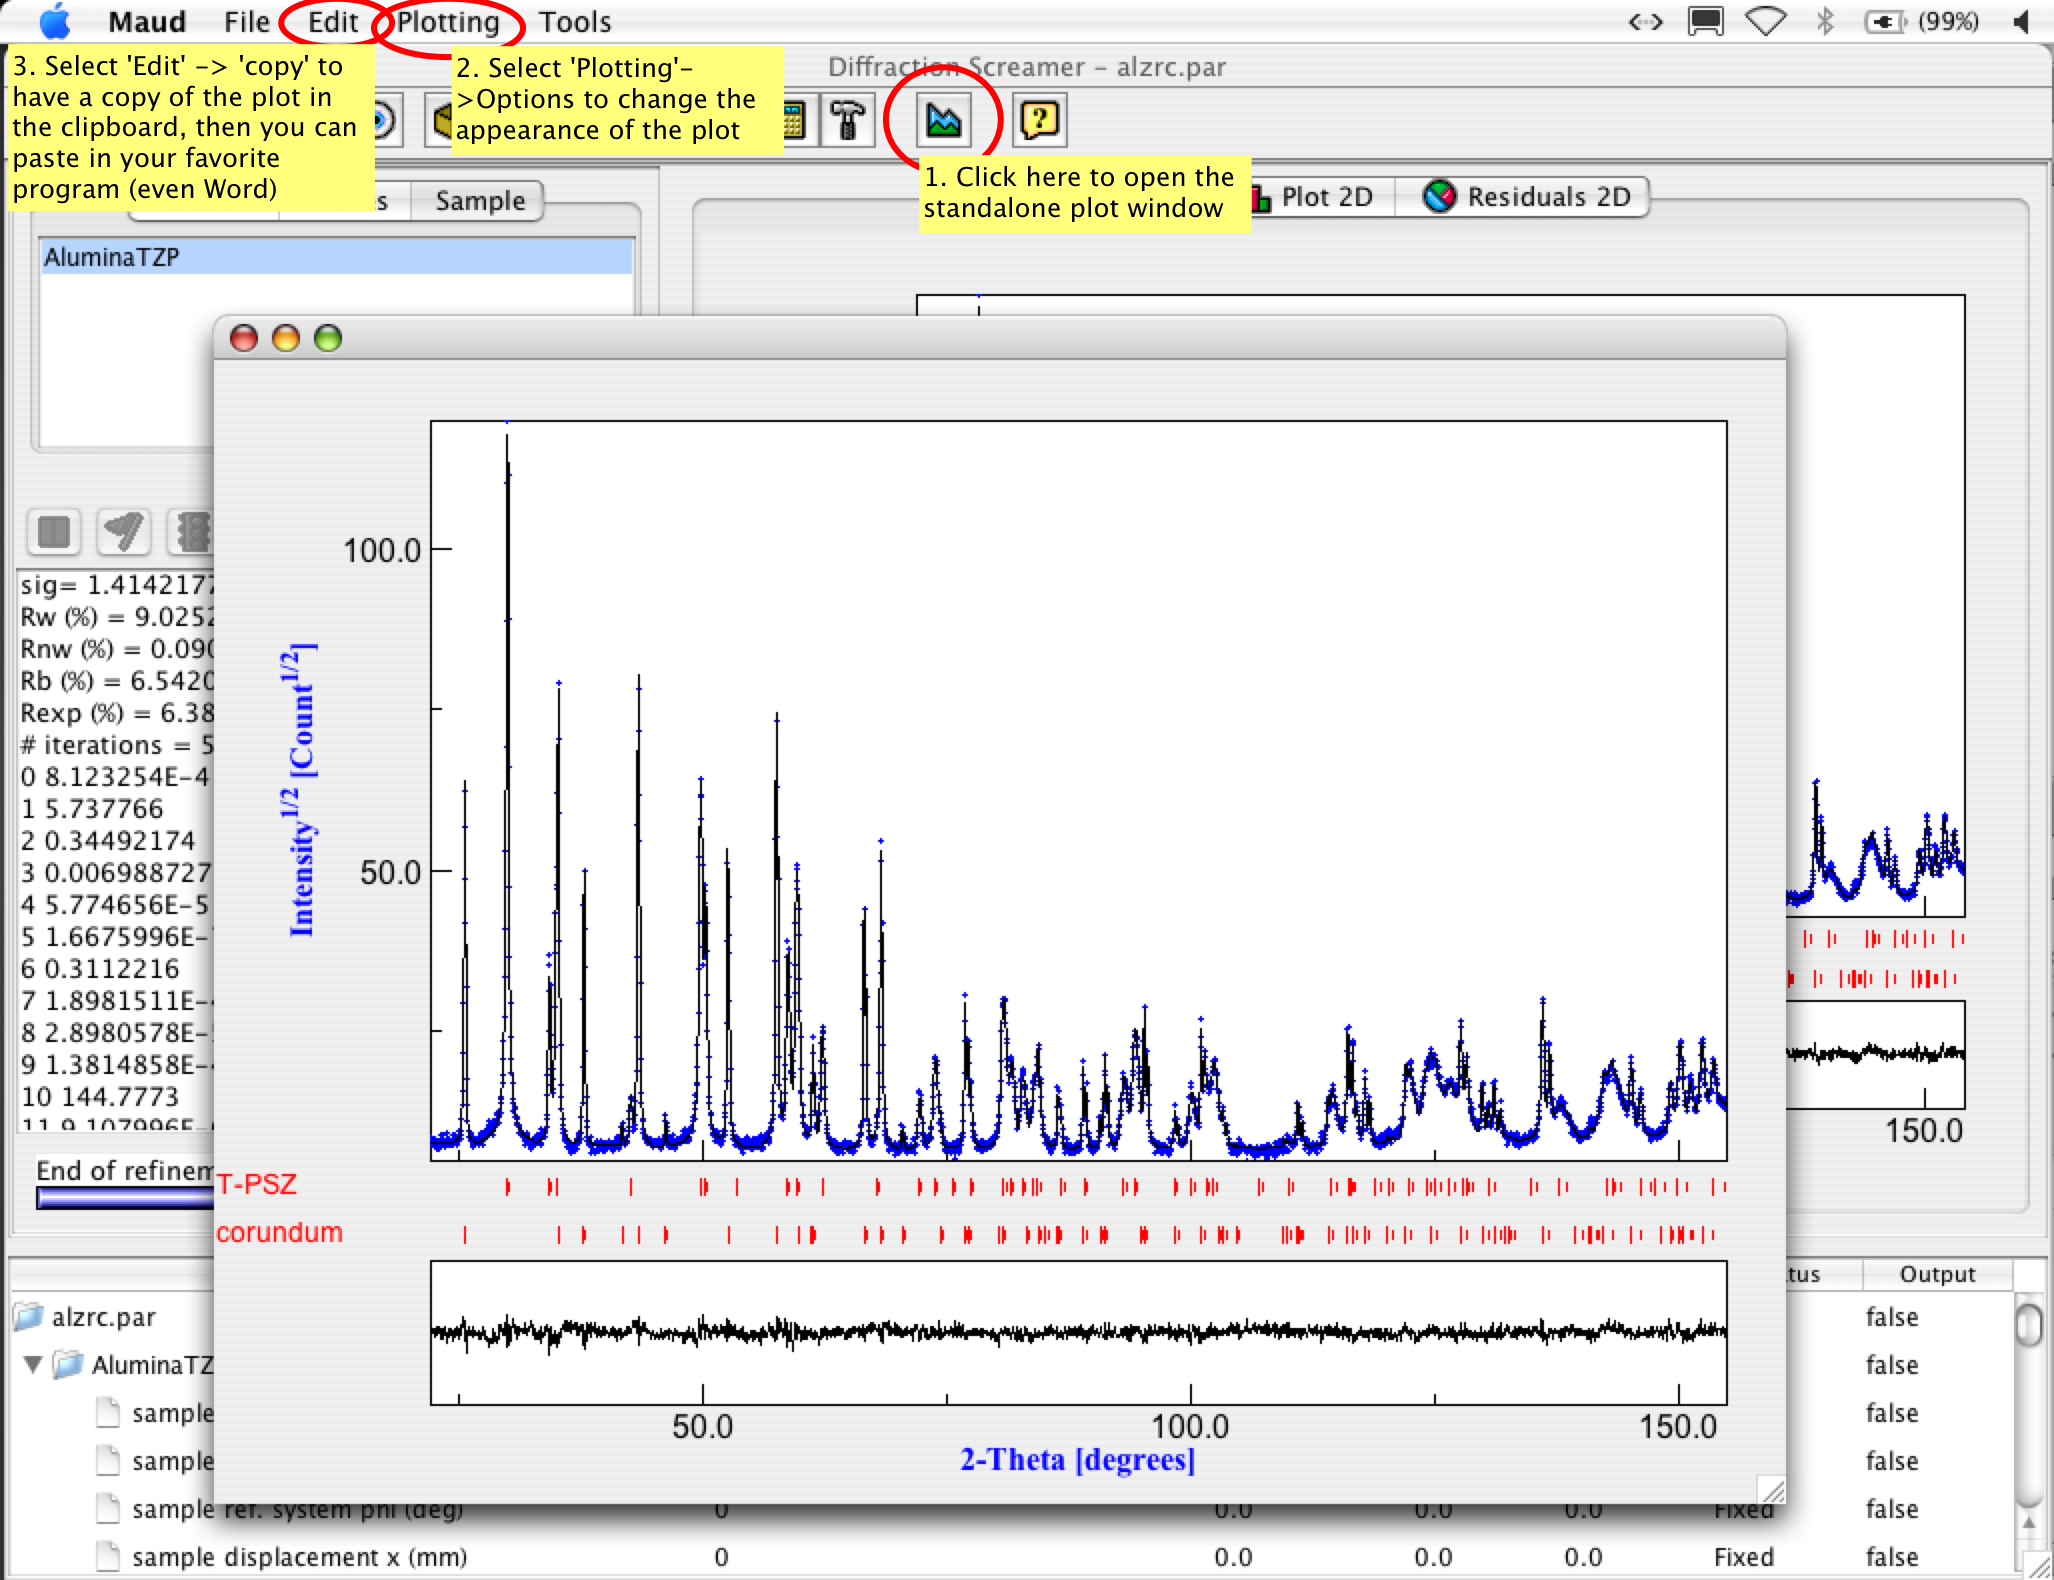 Maud File Edit Plotting Tools (99%)
3. Select 'Edit' -> 'copy' to
have a copy of the plot in
the clipboard, then you can
paste in your favorite
program (even Word)
2. Select 'Plotting'-
>Options to change the
appearance of the plot
Diffraction Screamer - alzrc.par
1. Click here to open the
standalone plot window
s Sample
Plot 2D Residuals 2D
AluminaTZP
sig= 1.4142177
Rw (%) = 9.0252
Rnw (%) = 0.090
Rb (%) = 6.5420
Rexp (%) = 6.38
# iterations = 5
0 8.123254E-4
1 5.737766
2 0.34492174
3 0.006988727
4 5.774656E-5
5 1.6675996E-
6 0.3112216
7 1.8981511E-
8 2.8980578E-
9 1.3814858E-
10 144.7773
11 9.107996E-
End of refinem
100.0
50.0
Intensity1/2 [Count1/2]
T-PSZ
corundum
50.0 100.0 150.0
2-Theta [degrees]
150.0
tus Output
alzrc.par false
AluminaTZ false
sample false
sample false
sample ref. system phi (deg) 0 0.0 0.0 0.0 Fixed false
sample displacement x (mm) 0 0.0 0.0 0.0 Fixed false